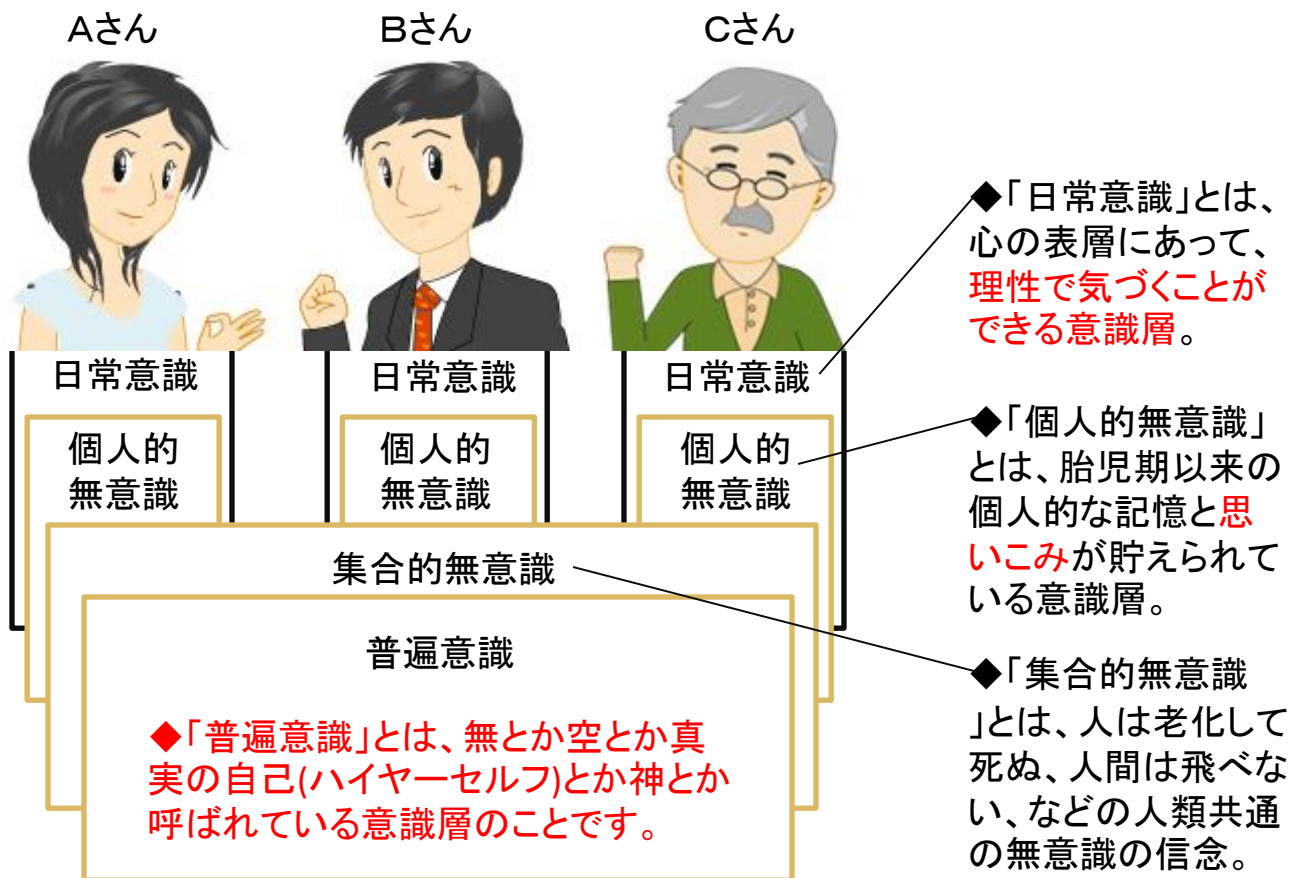 Aさん
Bさん
Cさん
日常意識
日常意識
日常意識
個人的
無意識
個人的
無意識
個人的
無意識
集合的無意識
普遍意識
◆「普遍意識」とは、無とか空とか真
実の自己(ハイヤーセルフ)とか神とか
呼ばれている意識層のことです。
◆「日常意識」とは、
心の表層にあって、
理性で気づくことが
できる意識層。
◆「個人的無意識」
とは、胎児期以来の
個人的な記憶と思
いこみが貯えられて
いる意識層。
◆「集合的無意識
」とは、人は老化して
死ぬ、人間は飛べな
い、などの人類共通
の無意識の信念。